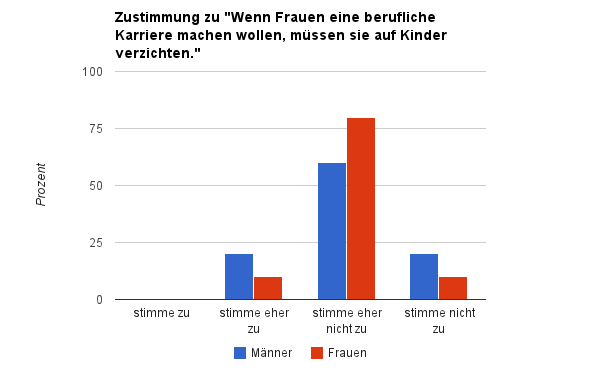 Zustimmung zu "Wenn Frauen eine berufliche
Karriere machen wollen, müssen sie auf Kinder
verzichten."
100
75
50
25
0
Prozent
stimme zu
stimme eher
zu
stimme eher
nicht zu
stimme nicht
zu
Männer
Frauen